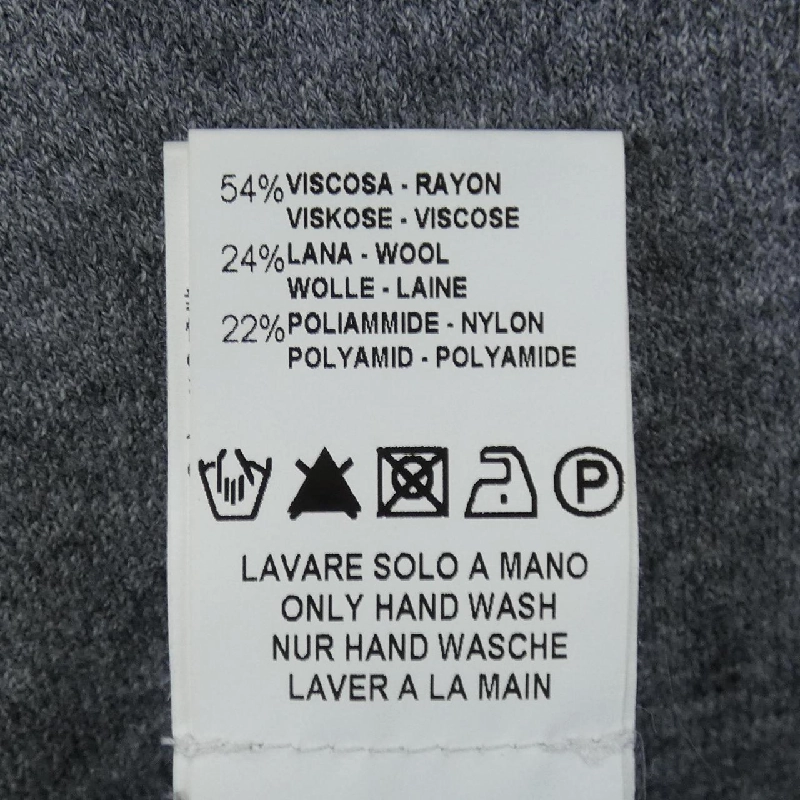 54% VISCOSA - RAYON
VISKOSE - VISCOSE
24% LANA - WOOL
WOLLE - LAINE
22% POLIAMMIDE - NYLON
POLYAMID - POLYAMIDE
P
LAVARE SOLO A MANO
ONLY HAND WASH
NUR HAND WASCHE
LAVER A LA MAIN